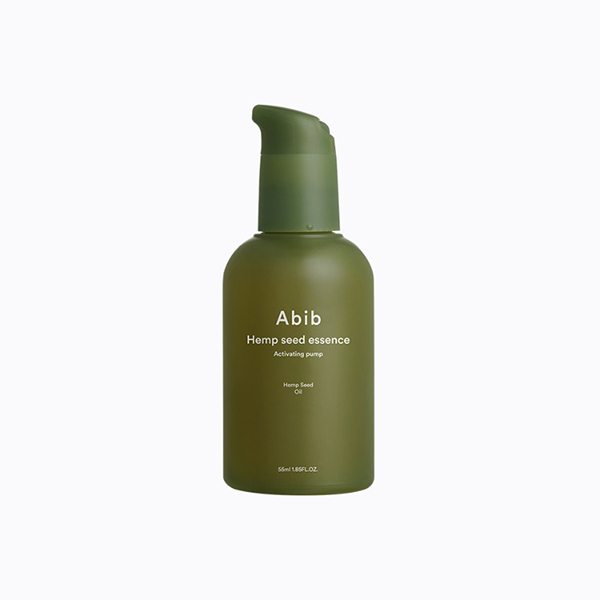 Abib
Hemp seed essence
Activating pump
Hemp Seed
Oil
55ml 1.85FL.OZ.